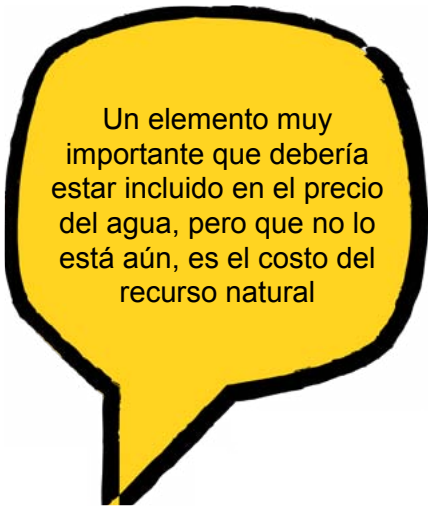 Un elemento muy
importante que debería
estar incluido en el precio
del agua, pero que no lo
está aún, es el costo del
recurso natural